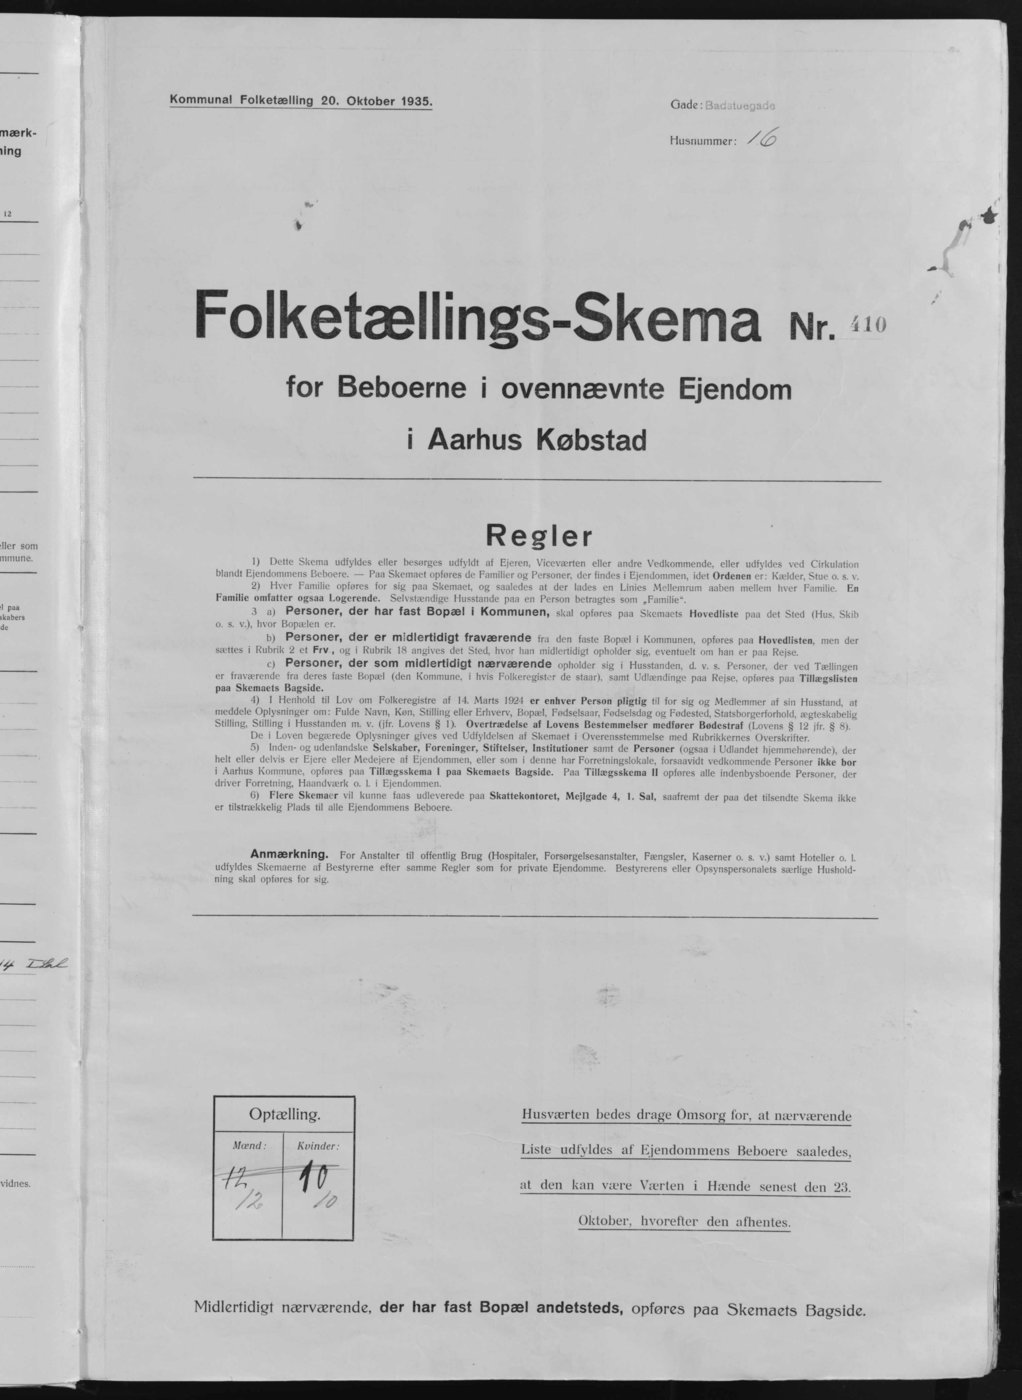 mærk-
ning
12
eller som
mmune.
el paa
skabers
de
14
vidnes.
Kommunal Folketælling 20. Oktober 1935.
Gade: Badstuegade
Husnummer: 16
Folketællings-Skema Nr. 410
for Beboerne i ovennævnte Ejendom
i Aarhus Købstad
Regler
1) Dette Skema udfyldes eller besørges udfyldt af Ejeren, Viceværten eller andre Vedkommende, eller udfyldes ved Cirkulation
blandt Ejendommens Beboere. — Paa Skemaet opføres de Familier og Personer, der findes i Ejendommen, idet Ordenen er: Kælder, Stue o. s. v.
2) Hver Familie opføres for sig paa Skemaet, og saaledes at der lades en Linies Mellemrum aaben mellem hver Familie. En
Familie omfatter ogsaa Logerende. Selvstændige Husstande paa en Person betragtes som „Familie“.
3 a) Personer, der har fast Bopæl i Kommunen, skal opføres paa Skemaets Hovedliste paa det Sted (Hus, Skib
o. s. v.), hvor Bopælen er.
b) Personer, der er midlertidigt fraværende fra den faste Bopæl i Kommunen, opføres paa Hovedlisten, men der
sættes i Rubrik 2 et Frv., og i Rubrik 18 angives det Sted, hvor han midlertidigt opholder sig, eventuelt om han er paa Rejse.
c) Personer, der som midlertidigt nærværende opholder sig i Husstanden, d. v. s. Personer, der ved Tællingen
er fraværende fra deres faste Bopæl (den Kommune, i hvis Folkeregister de staar), samt Udlændinge paa Rejse, opføres paa Tillægslisten
paa Skemaets Bagside.
4) I Henhold til Lov om Folkeregistre af 14. Marts 1924 er enhver Person pligtig til for sig og Medlemmer af sin Husstand, at
meddele Oplysninger om: Fulde Navn, Køn, Stilling eller Erhverv, Bopæl, Fødselsaar, Fødselsdag og Fødested, Statsborgerforhold, ægteskabelig
Stilling, Stilling i Husstanden m. v. (jfr. Lovens § 1). Overtrædelse af Lovens Bestemmelser medfører Bødestraf (Lovens § 12 jfr. § 8).
De i Loven begærede Oplysninger gives ved Udfyldelsen af Skemaet i Overensstemmelse med Rubrikkernes Overskrifter.
5) Inden- og udenlandske Selskaber, Foreninger, Stiftelser, Institutioner samt de Personer (ogsaa i Udlandet hjemmehørende), der
helt eller delvis er Ejere eller Medejere af Ejendommen, eller som i denne har Forretningslokale, forsaavidt vedkommende Personer ikke bor
i Aarhus Kommune, opføres paa Tillægsskema I paa Skemaets Bagside. Paa Tillægsskema II opføres alle indenbysboende Personer, der
driver Forretning, Haandværk o. l. i Ejendommen.
6) Flere Skemaer vil kunne faas udleverede paa Skattekontoret, Mejlgade 4, 1. Sal, saafremt der paa det tilsendte Skema ikke
er tilstrækkelig Plads til alle Ejendommens Beboere.
Anmærkning. For Anstalter til offentlig Brug (Hospitaler, Forsørgelsesanstalter, Fængsler, Kaserner o. s. v.) samt Hoteller o. l.
udfyldes Skemaerne af Bestyrerne efter samme Regler som for private Ejendomme. Bestyrerens eller Opsynspersonalets særlige Hushold-
ning skal opføres for sig.
Optælling.
Mænd: Kvinder:
12 10
12 10
Husværten bedes drage Omsorg for, at nærværende
Liste udfyldes af Ejendommens Beboere saaledes,
at den kan være Værten i Hænde senest den 23.
Oktober, hvorefter den afhentes.
Midlertidigt nærværende, der har fast Bopæl andetsteds, opføres paa Skemaets Bagside.